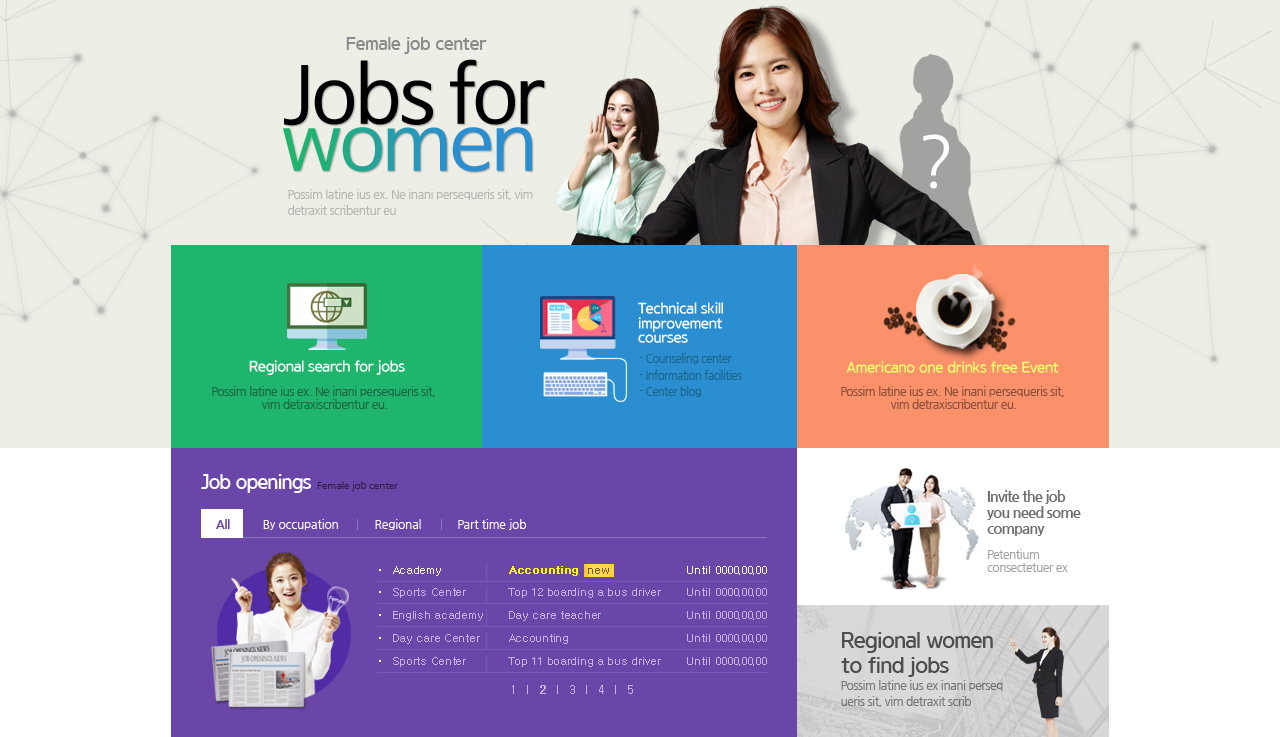 Female job center
Jobs for
women
Possim latine ius ex. Ne inani persequeris sit, vim
detraxit scribentur eu
?
Regional search for jobs
Possim latine ius ex. Ne inani persequeris sit,
vim detraxiscribentur eu.
NEWS
Technical skill
improvement
courses
- Counseling center
- Information facilities
- Center blog
Americano one drinks free Event
Possim latine ius ex. Ne inani persequeris sit,
vim detraxiscribentur eu.
Job openings Female job center
All By occupation Regional Part time job
Academy Accounting new Until 0000,00,00
Sports Center Top 12 boarding a bus driver Until 0000,00,00
English academy Day care teacher Until 0000,00,00
Day care Center Accounting Until 0000,00,00
Sports Center Top 11 boarding a bus driver Until 0000,00,00
1 | 2 | 3 | 4 | 5
JOB OPENINGS NEWS
Invite the job
you need some
company
Petentium
consectetuer ex
Regional women
to find jobs
Possim latine ius ex inani perseq
ueris sit, vim detraxit scrib